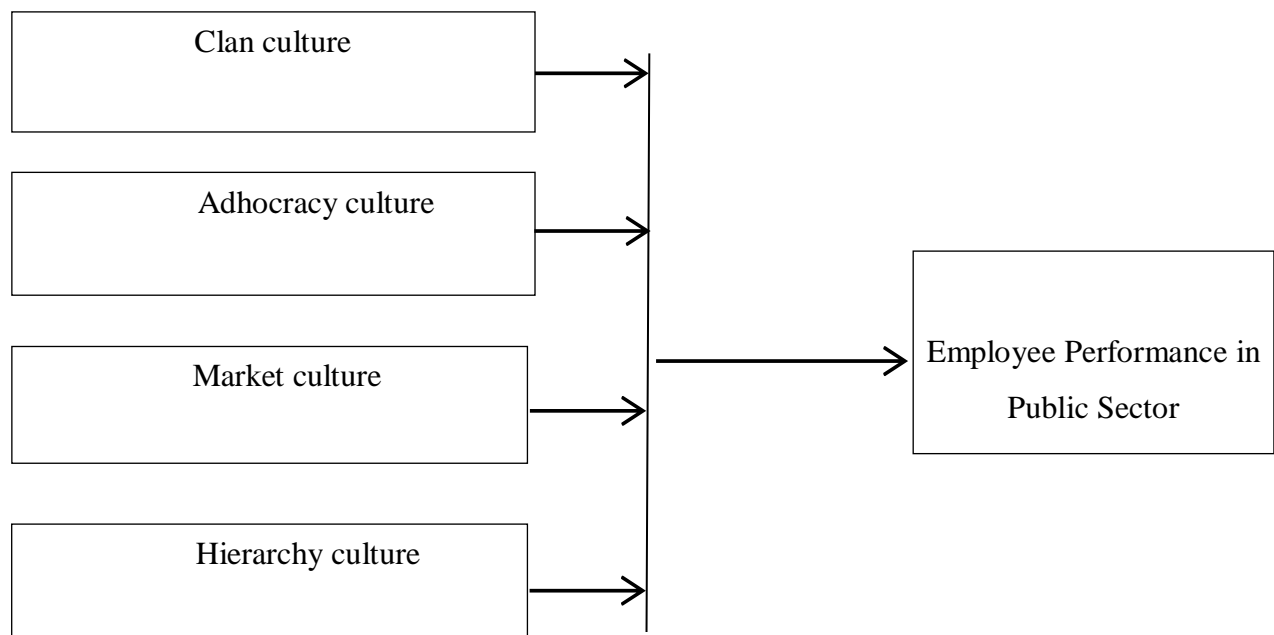 Clan culture
Adhocracy culture
Market culture
Hierarchy culture
Employee Performance in
Public Sector